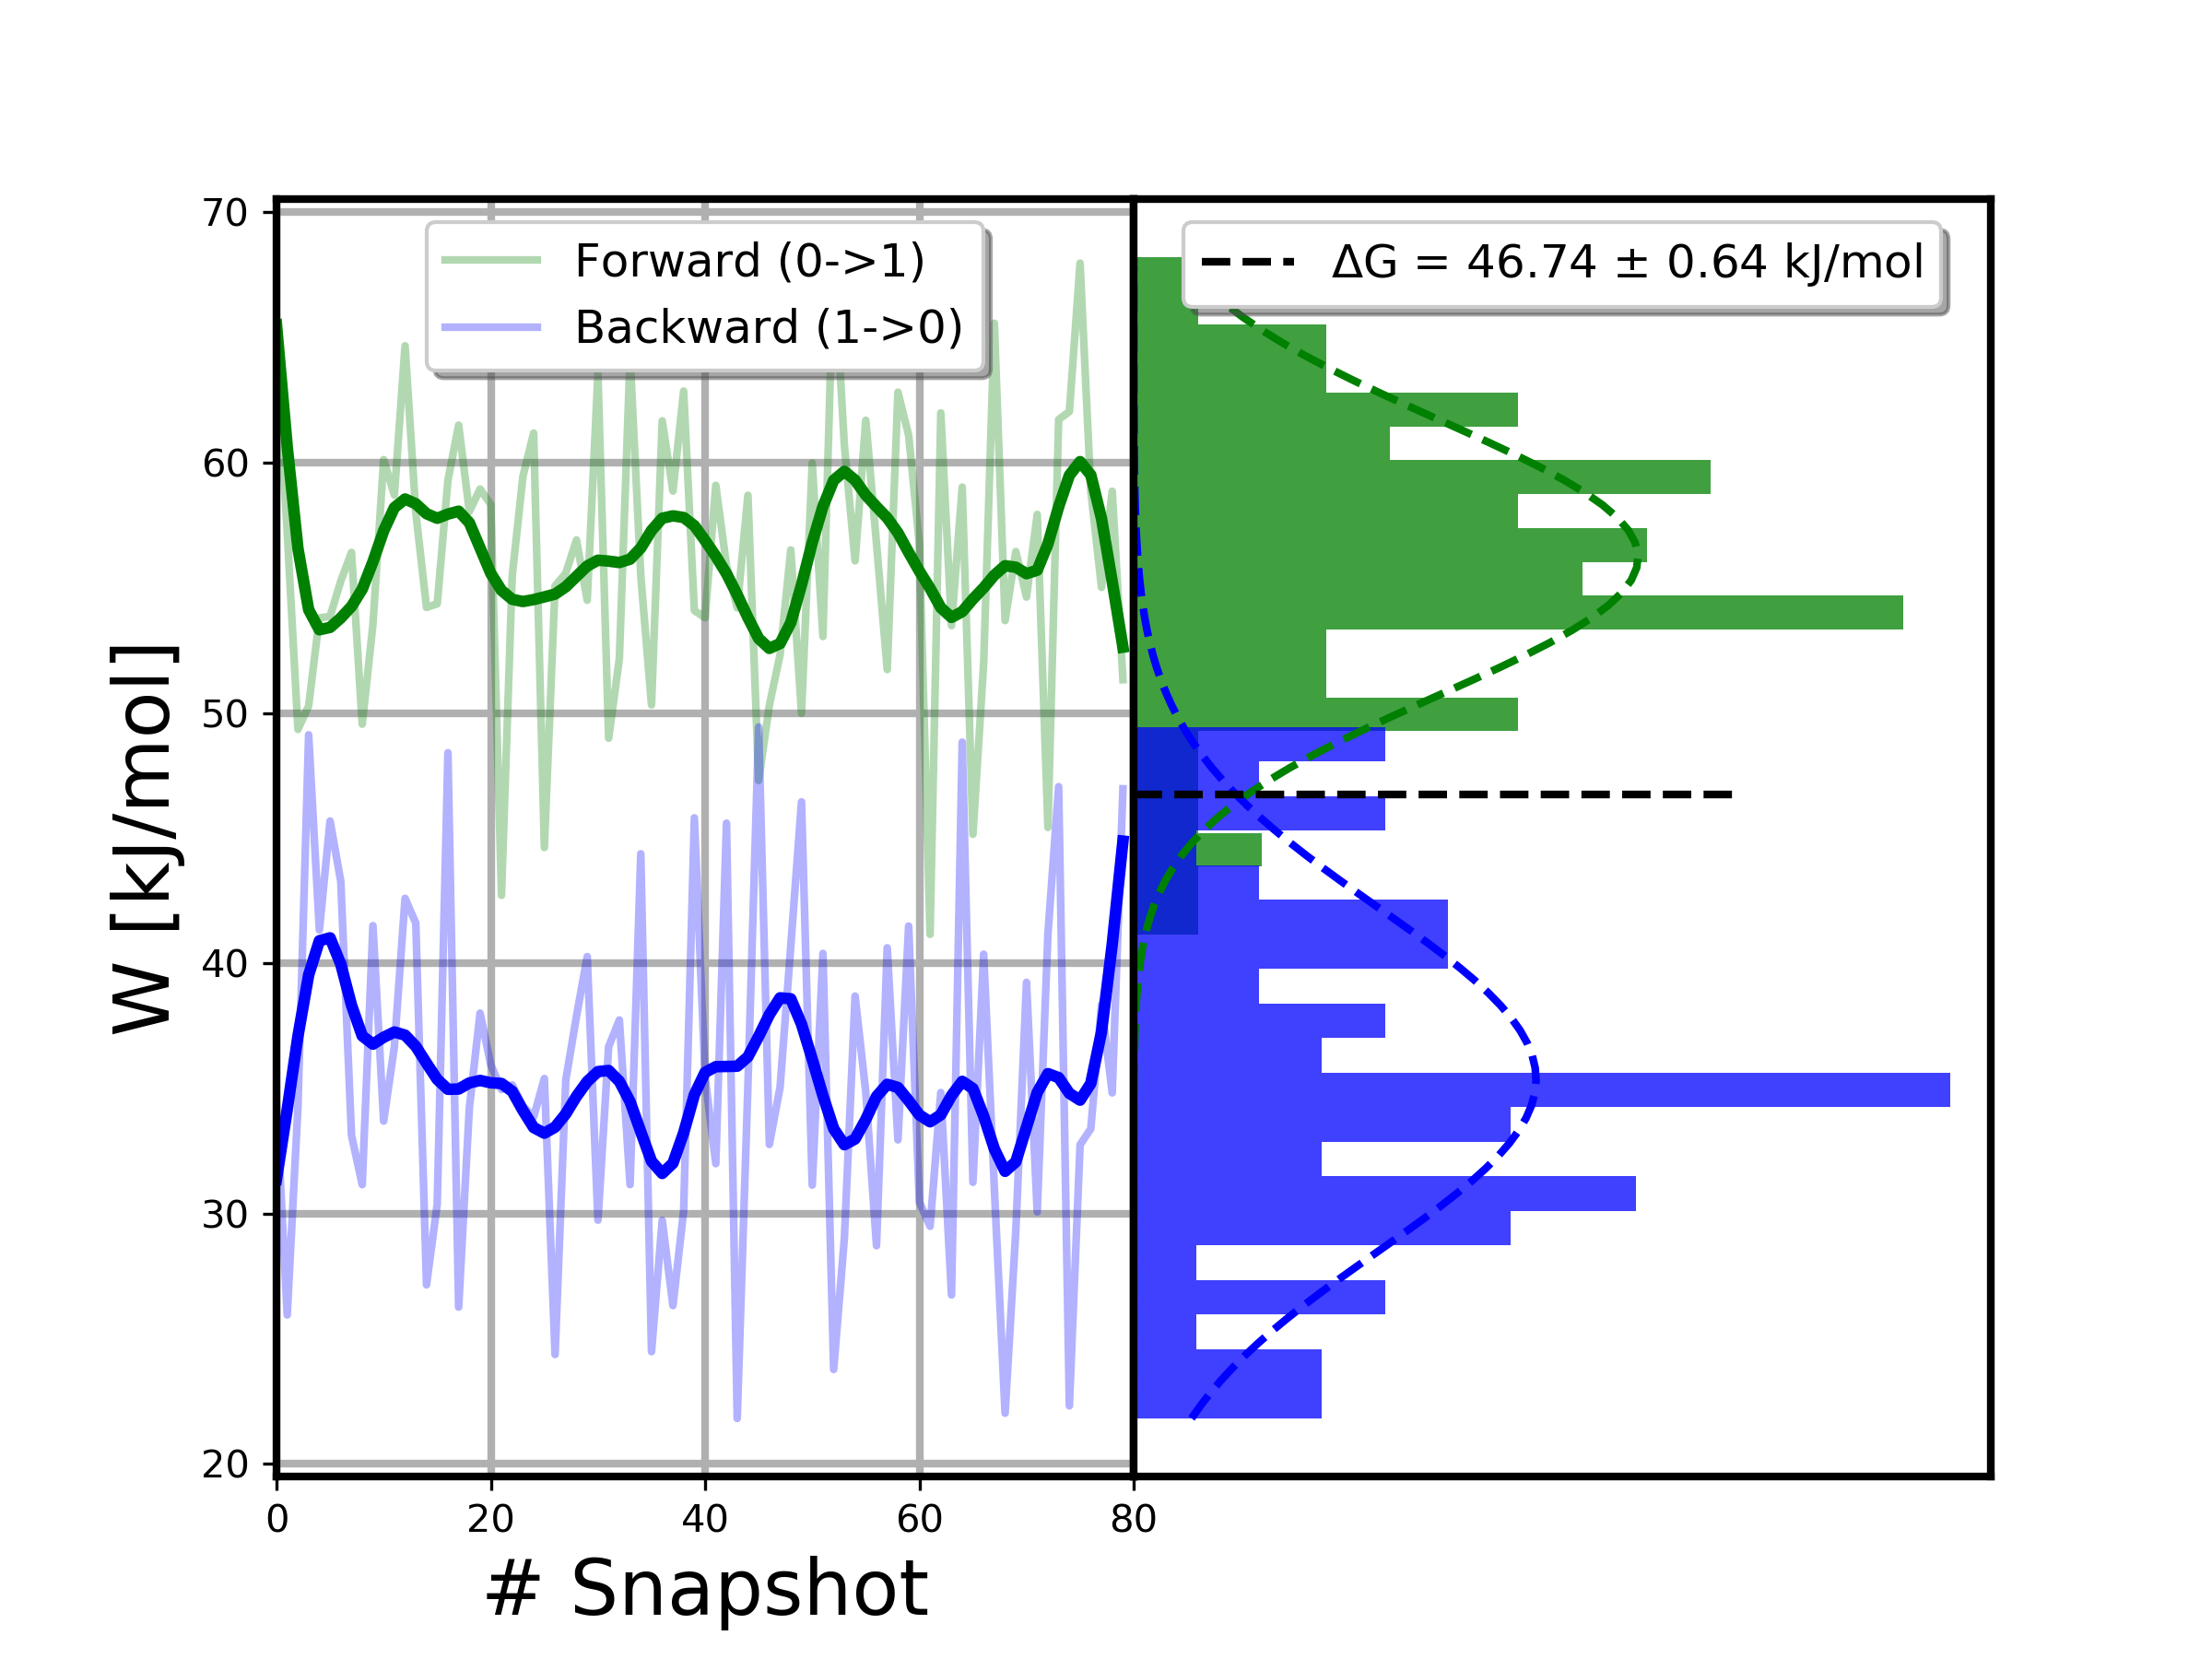 Forward (0->1)
Backward (1->0)
ΔG = 46.74 ± 0.64 kJ/mol
W [kJ/mol]
70
60
50
40
30
20
0 20 40 60 80
# Snapshot